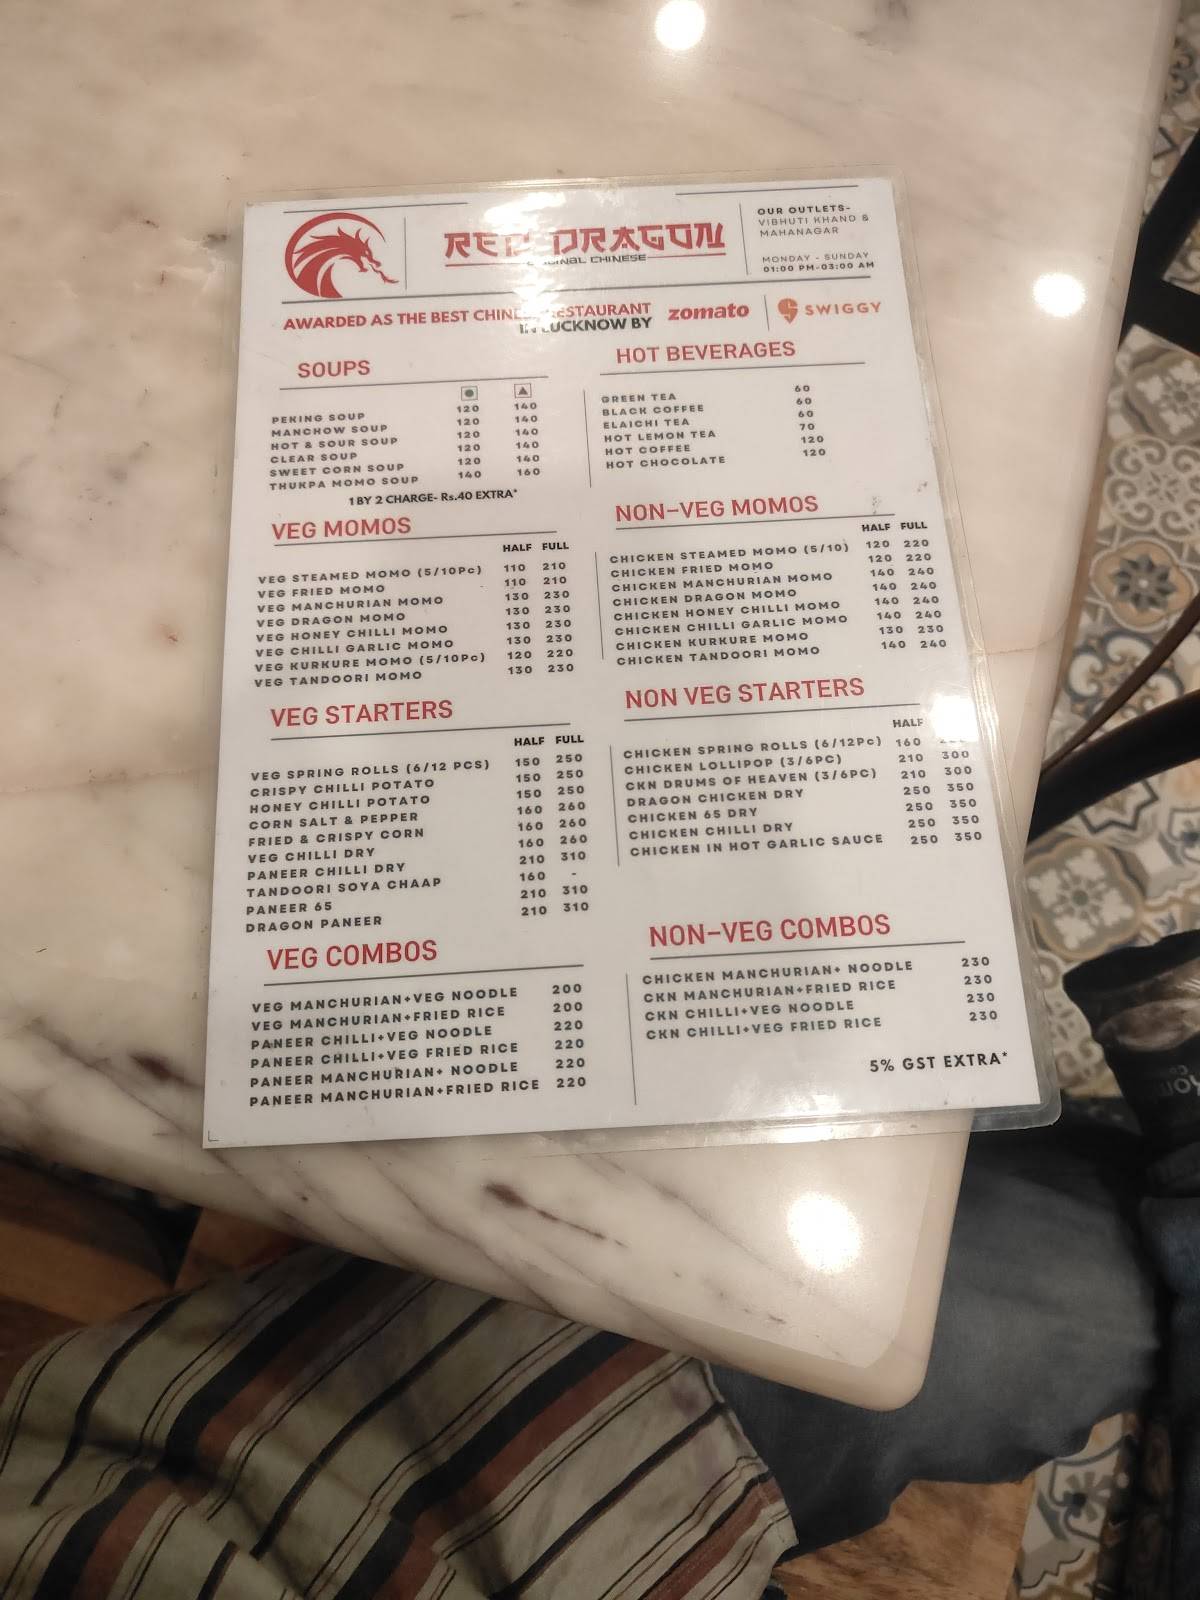 RED DRAGON
CHINESE
OUR OUTLETS-
VIBHUTI KHAND &
MAHANAGAR
MONDAY - SUNDAY
01:00 PM-03:00 AM
AWARDED AS THE BEST CHINESE RESTAURANT
IN LUCKNOW BY
zomato
SWIGGY
SOUPS
PEKING SOUP 120 140
MANCHOW SOUP 120 140
HOT & SOUR SOUP 120 140
CLEAR SOUP 120 140
SWEET CORN SOUP 120 140
THUKPA MOMO SOUP 140 160
1 BY 2 CHARGE- Rs.40 EXTRA*
HOT BEVERAGES
GREEN TEA 60
BLACK COFFEE 60
ELAICHI TEA 60
HOT LEMON TEA 70
HOT COFFEE 120
HOT CHOCOLATE 120
VEG MOMOS
HALF FULL
VEG STEAMED MOMO (5/10Pc) 110 210
VEG FRIED MOMO 110 210
VEG MANCHURIAN MOMO 130 230
VEG DRAGON MOMO 130 230
VEG HONEY CHILLI MOMO 130 230
VEG CHILLI GARLIC MOMO 130 230
VEG KURKURE MOMO (5/10Pc) 120 220
VEG TANDOORI MOMO 130 230
NON-VEG MOMOS
HALF FULL
CHICKEN STEAMED MOMO (5/10) 120 220
CHICKEN FRIED MOMO 120 220
CHICKEN MANCHURIAN MOMO 140 240
CHICKEN DRAGON MOMO 140 240
CHICKEN HONEY CHILLI MOMO 140 240
CHICKEN CHILLI GARLIC MOMO 140 240
CHICKEN KURKURE MOMO 130 230
CHICKEN TANDOORI MOMO 140 240
VEG STARTERS
HALF FULL
VEG SPRING ROLLS (6/12 PCS) 150 250
CRISPY CHILLI POTATO 150 250
HONEY CHILLI POTATO 150 250
CORN SALT & PEPPER 160 260
FRIED & CRISPY CORN 160 260
VEG CHILLI DRY 160 260
PANEER CHILLI DRY 210 310
TANDOORI SOYA CHAAP 160 -
PANEER 65 210 310
DRAGON PANEER 210 310
NON VEG STARTERS
HALF
CHICKEN SPRING ROLLS (6/12Pc) 160
CHICKEN LOLLIPOP (3/6PC) 210 300
CKN DRUMS OF HEAVEN (3/6PC) 210 300
DRAGON CHICKEN DRY 250 350
CHICKEN 65 DRY 250 350
CHICKEN CHILLI DRY 250 350
CHICKEN IN HOT GARLIC SAUCE 250 350
VEG COMBOS
VEG MANCHURIAN+VEG NOODLE 200
VEG MANCHURIAN+FRIED RICE 200
PANEER CHILLI+VEG NOODLE 220
PANEER CHILLI+VEG FRIED RICE 220
PANEER MANCHURIAN+ NOODLE 220
PANEER MANCHURIAN+FRIED RICE 220
NON-VEG COMBOS
CHICKEN MANCHURIAN+ NOODLE 230
CKN MANCHURIAN+FRIED RICE 230
CKN CHILLI+VEG NOODLE 230
CKN CHILLI+VEG FRIED RICE 230
5% GST EXTRA*